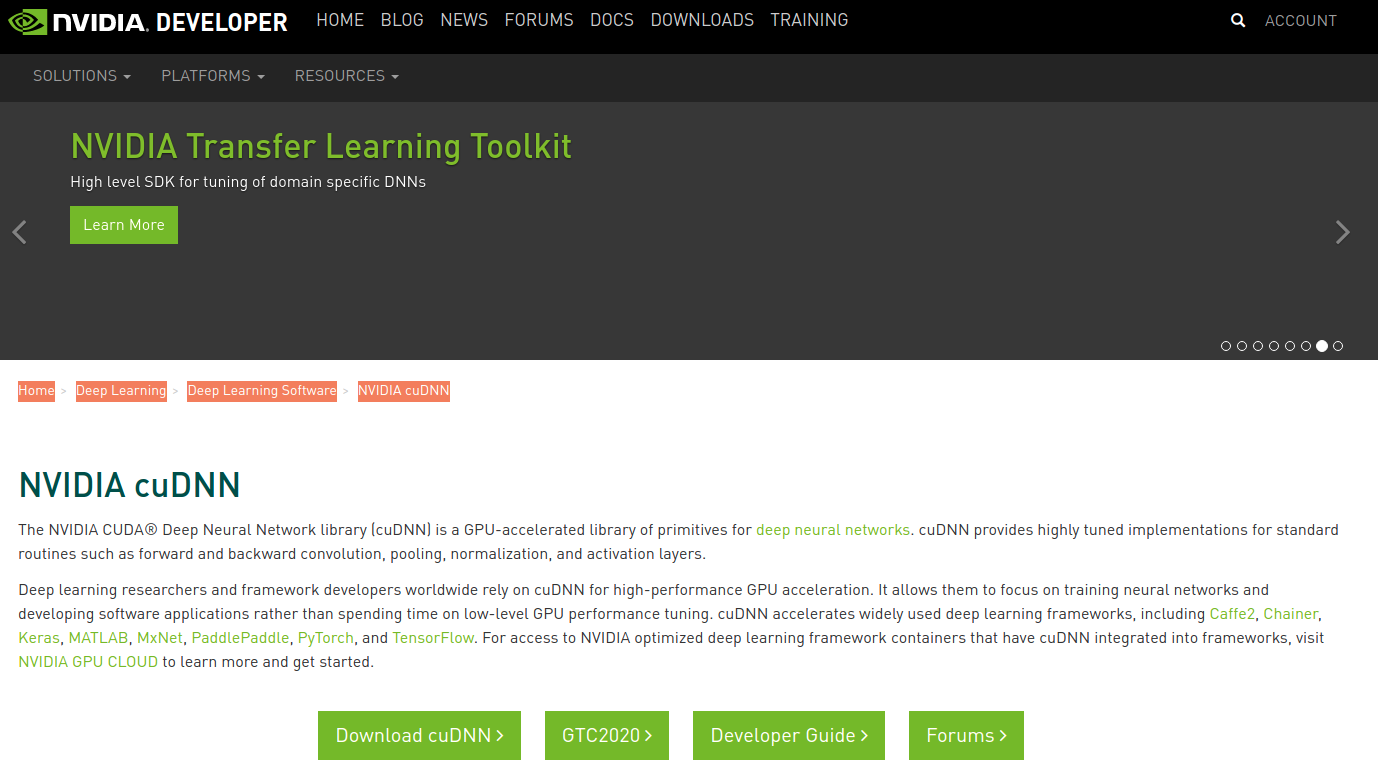 NVIDIA. DEVELOPER HOME BLOG NEWS FORUMS DOCS DOWNLOADS TRAINING ACCOUNT
SOLUTIONS PLATFORMS RESOURCES
NVIDIA Transfer Learning Toolkit
High level SDK for tuning of domain specific DNNs
Learn More
Home > Deep Learning > Deep Learning Software > NVIDIA cuDNN
NVIDIA cuDNN
The NVIDIA CUDA® Deep Neural Network library (cuDNN) is a GPU-accelerated library of primitives for deep neural networks. cuDNN provides highly tuned implementations for standard
routines such as forward and backward convolution, pooling, normalization, and activation layers.
Deep learning researchers and framework developers worldwide rely on cuDNN for high-performance GPU acceleration. It allows them to focus on training neural networks and
developing software applications rather than spending time on low-level GPU performance tuning. cuDNN accelerates widely used deep learning frameworks, including Caffe2, Chainer,
Keras, MATLAB, MxNet, PaddlePaddle, PyTorch, and TensorFlow. For access to NVIDIA optimized deep learning framework containers that have cuDNN integrated into frameworks, visit
NVIDIA GPU CLOUD to learn more and get started.
Download cuDNN > GTC2020 > Developer Guide > Forums >